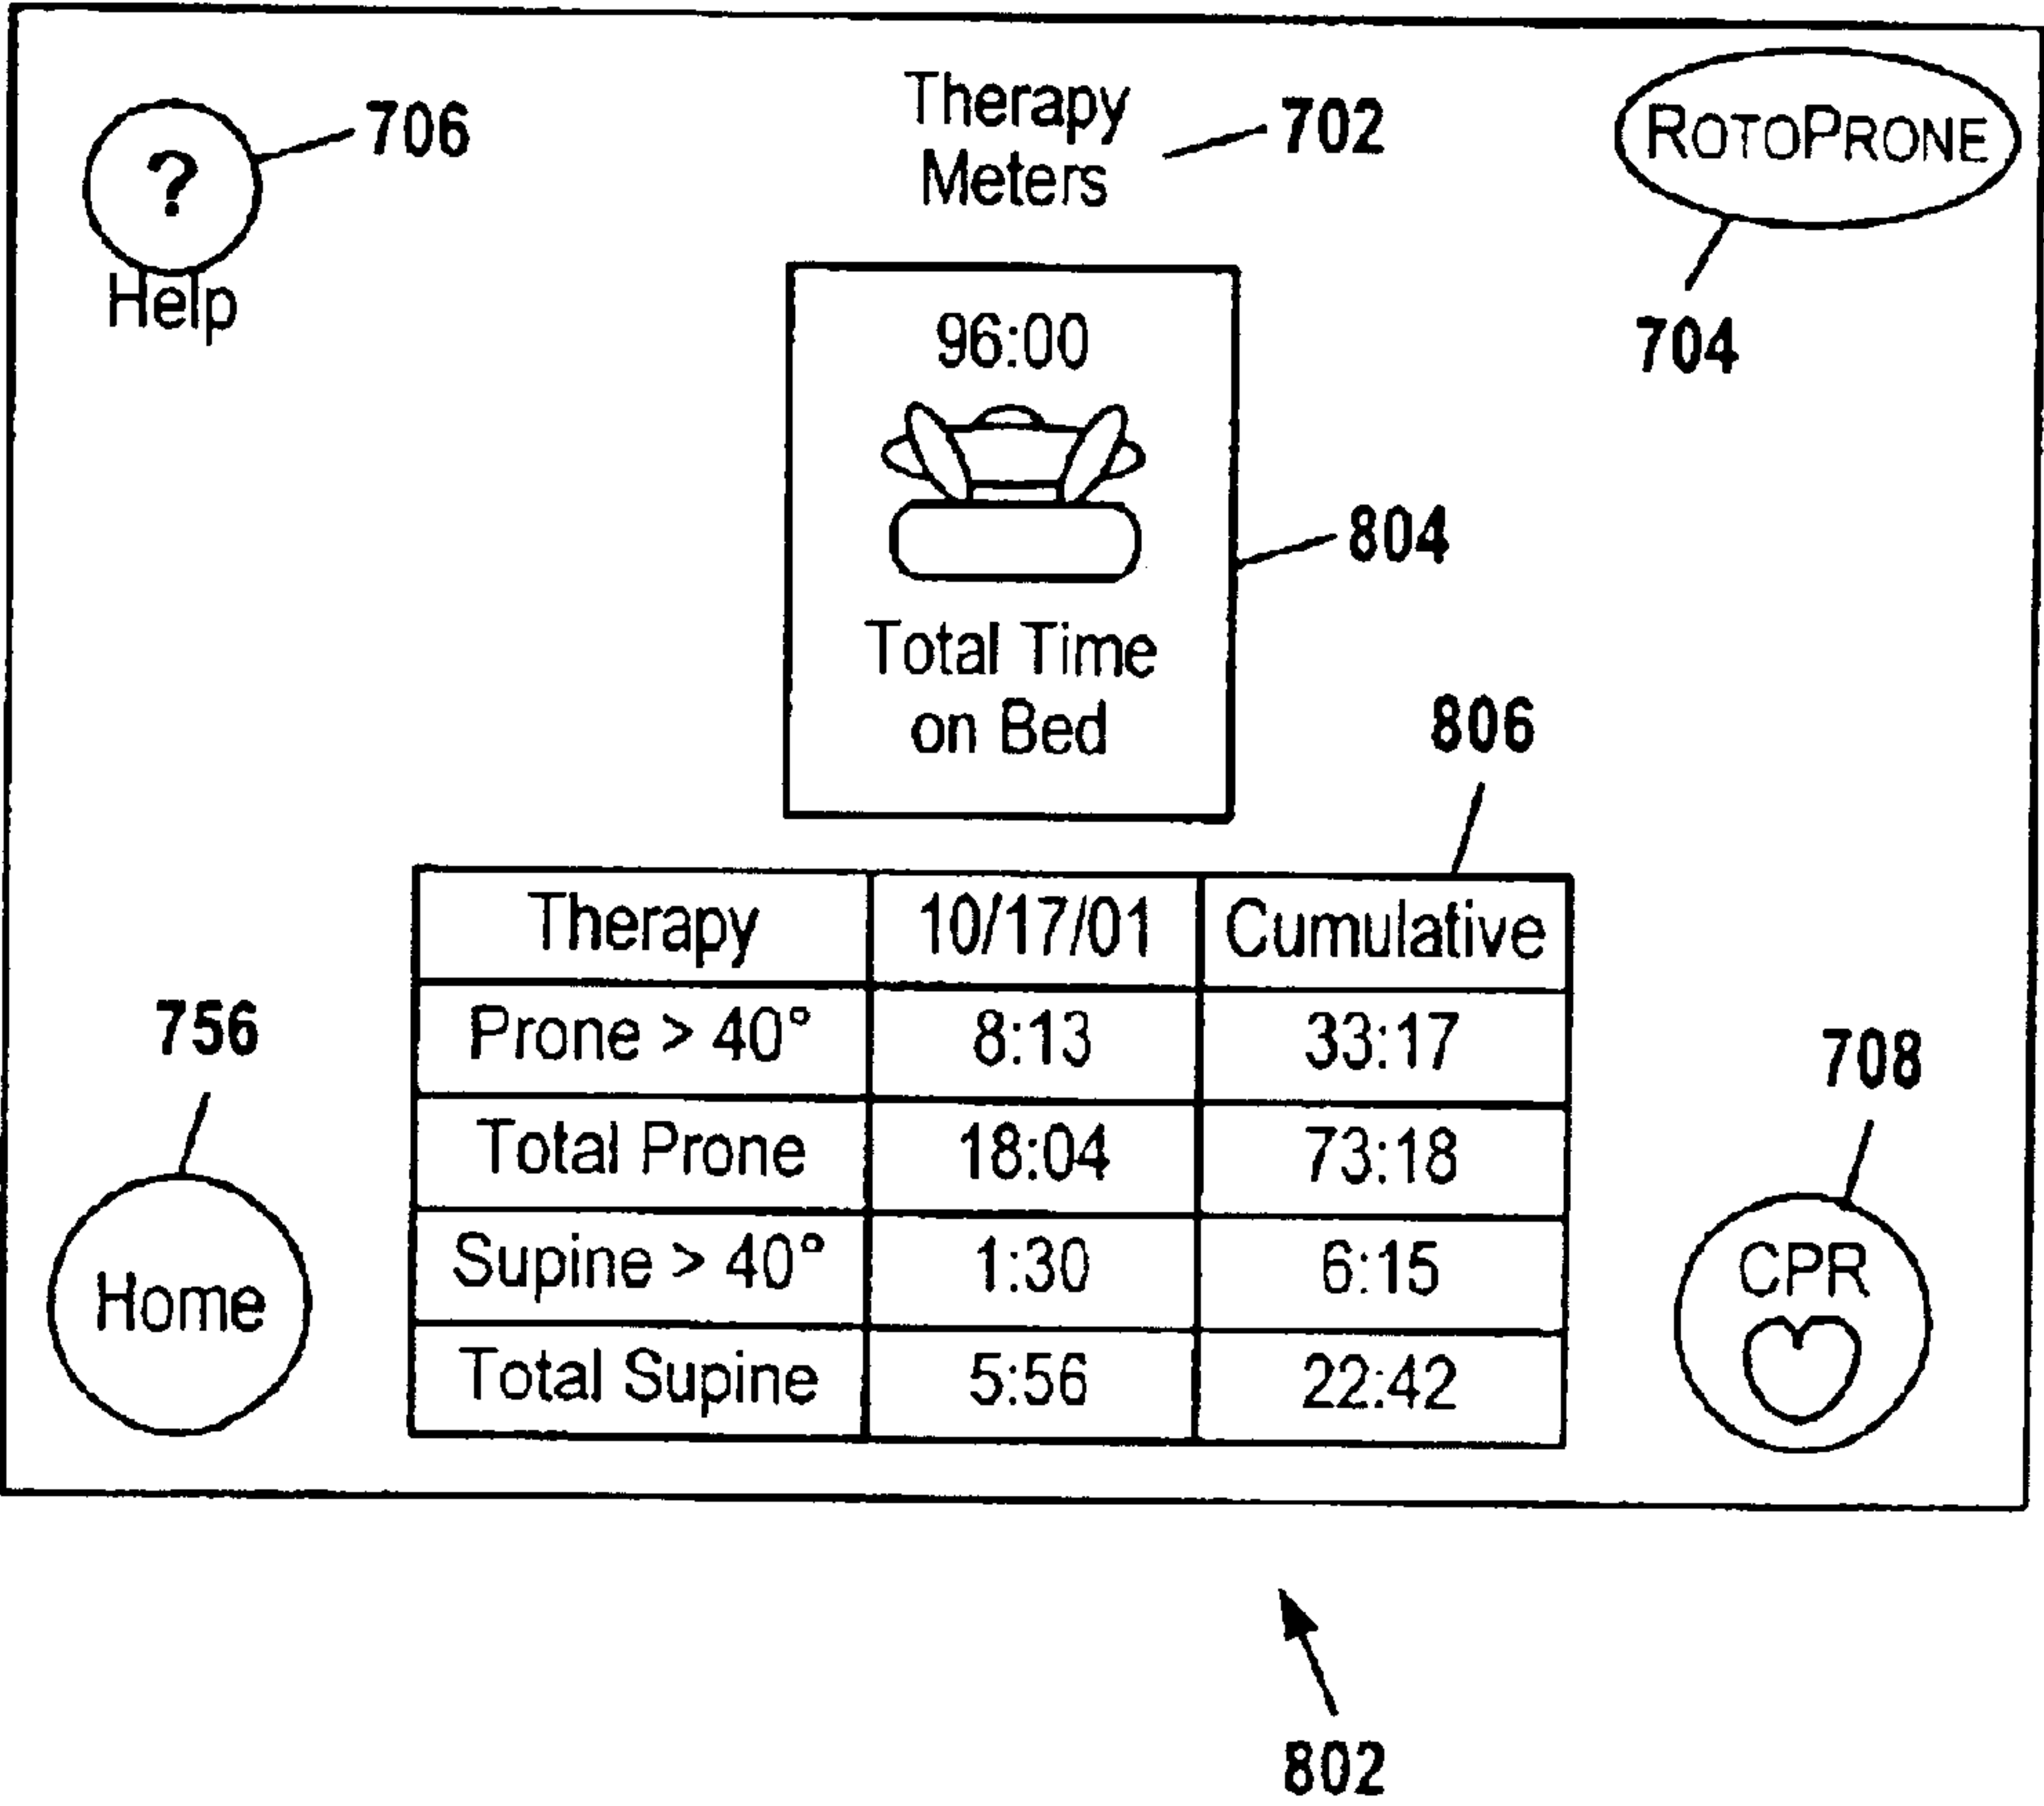 Therapy
Meters
702
706
?
Help
ROTOPRONE
704
96:00
Total Time
on Bed
804
806
Therapy 10/17/01 Cumulative
Prone > 40° 8:13 33:17
Total Prone 18:04 73:18
Supine > 40° 1:30 6:15
Total Supine 5:56 22:42
756
Home
708
CPR
802